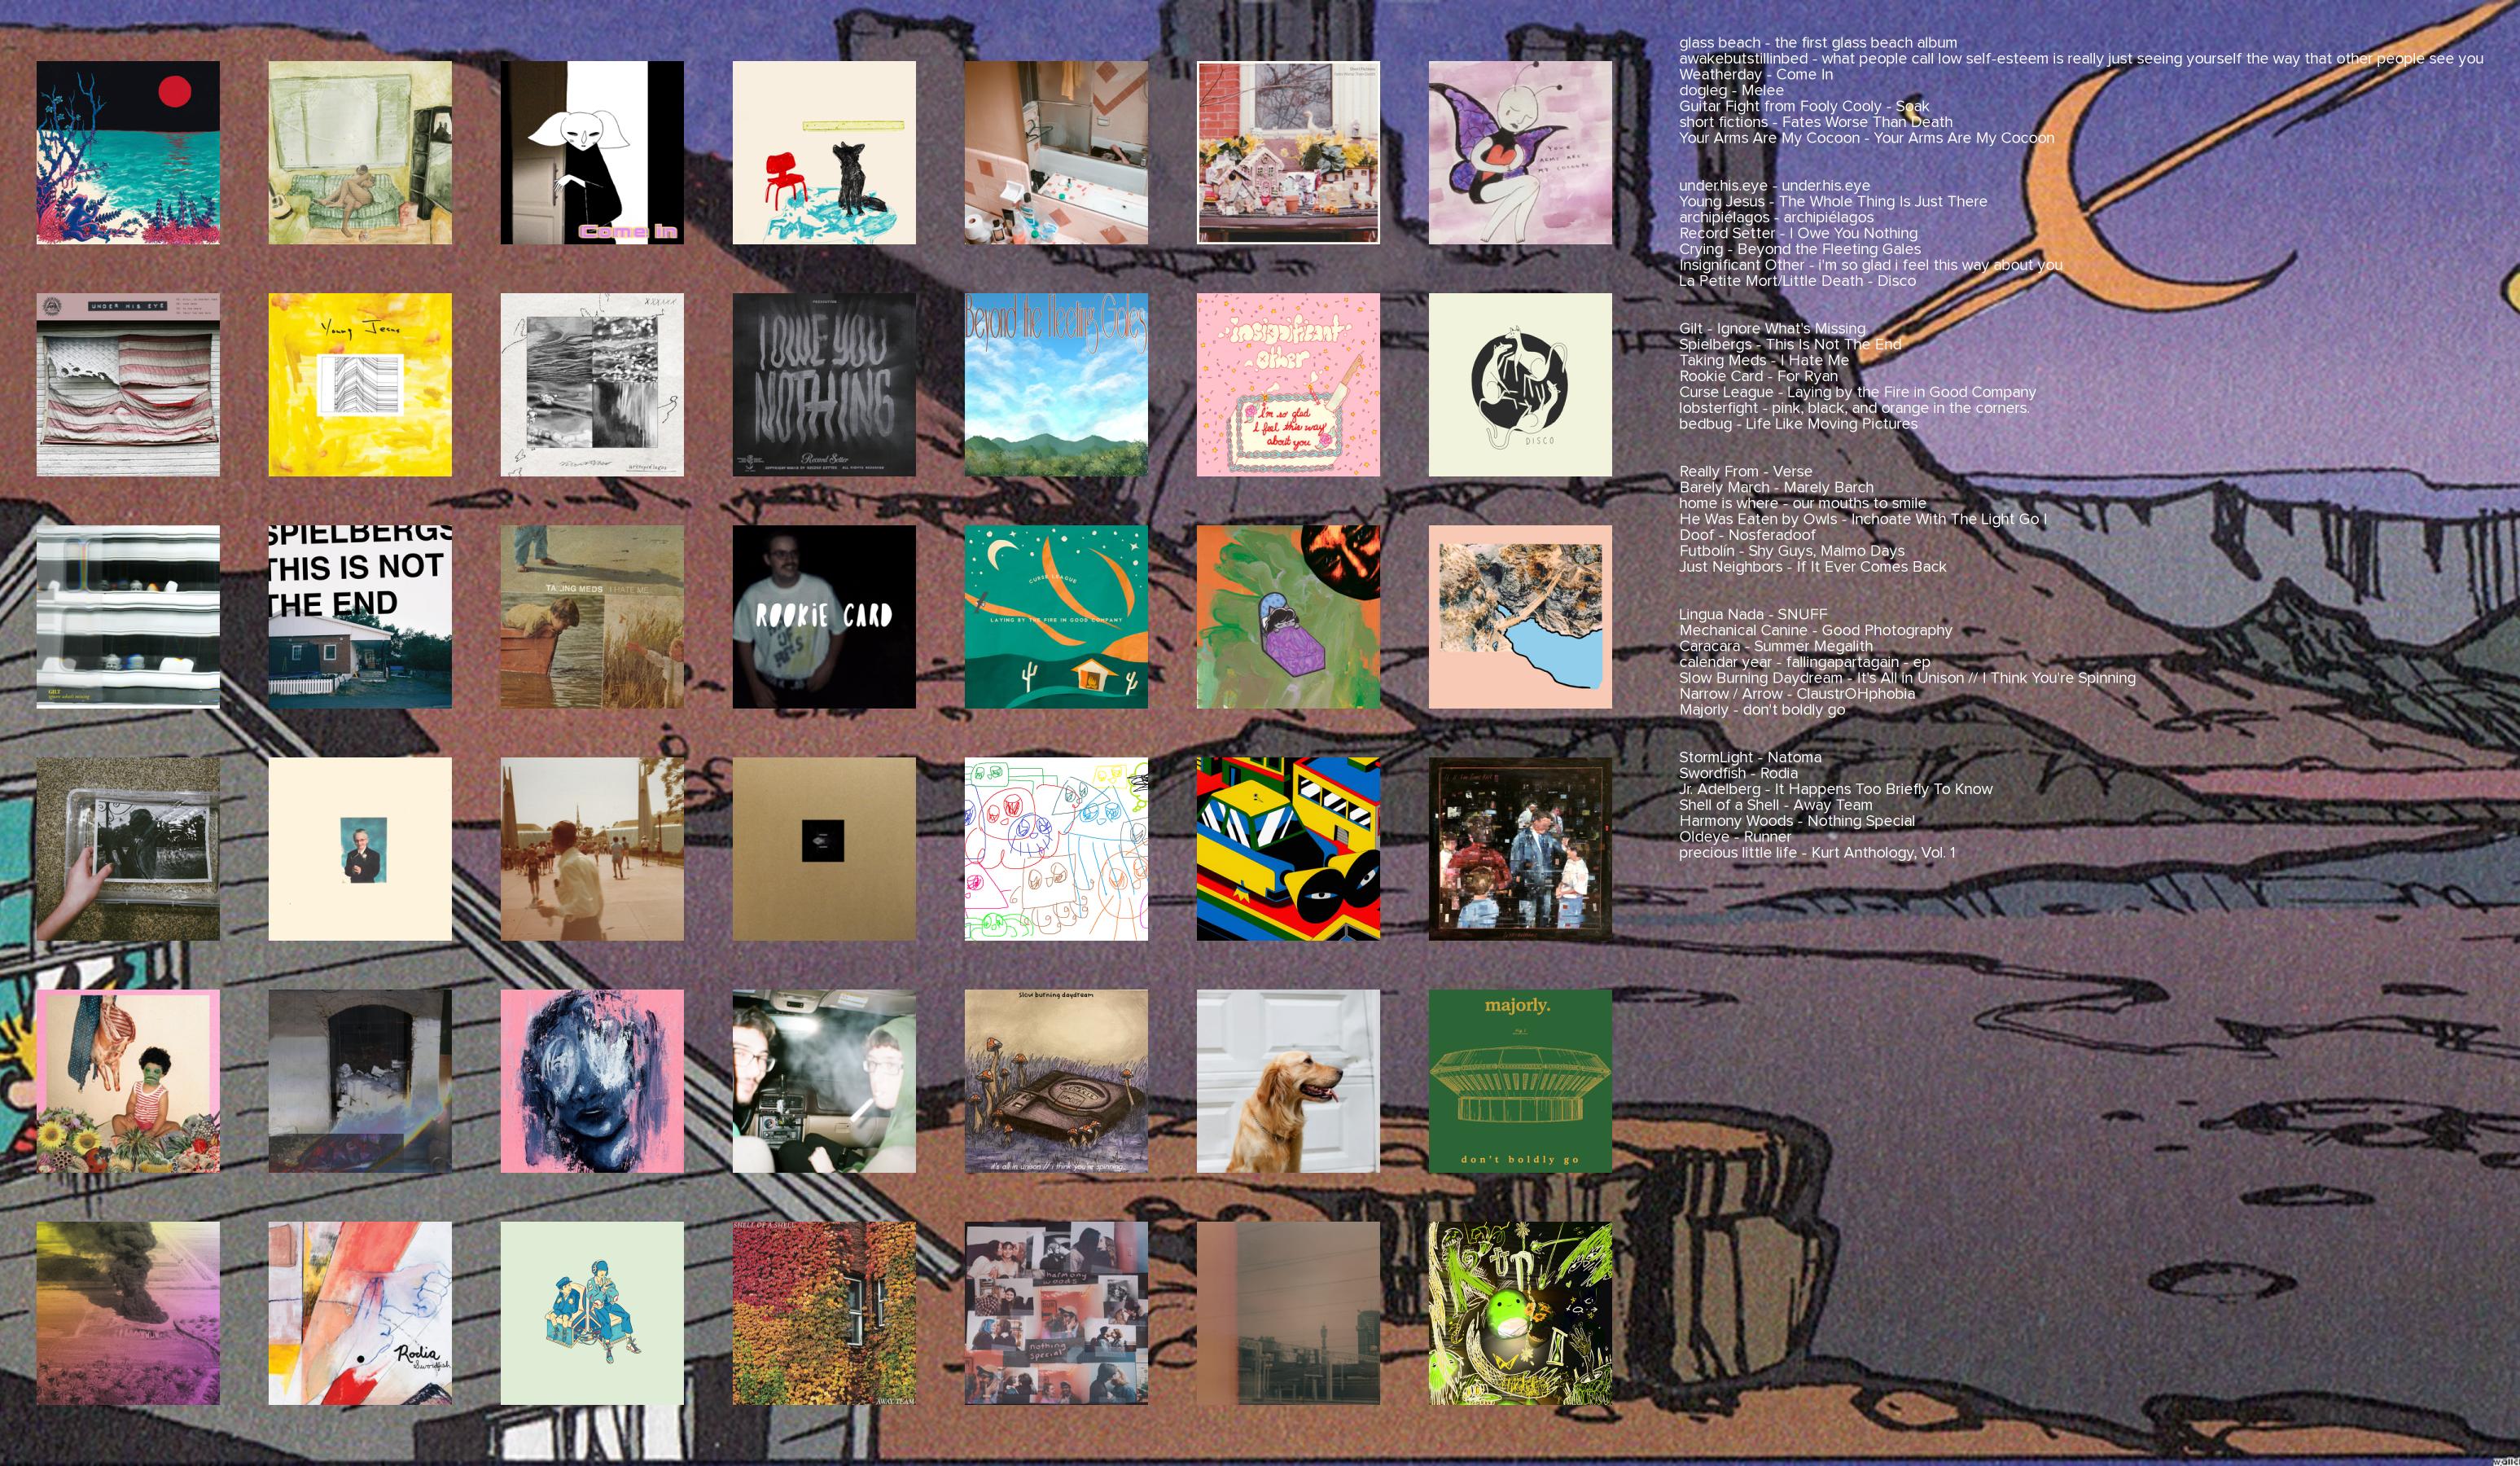 glass beach - the first glass beach album
awakebutstillinbed - what people call low self-esteem is really just seeing yourself the way that other people see you
Weatherday - Come In
dogleg - Melee
Guitar Fight from Fooly Cooly - Soak
short fictions - Fates Worse Than Death
Your Arms Are My Cocoon - Your Arms Are My Cocoon
under.his.eye - under.his.eye
Young Jesus - The Whole Thing Is Just There
archipiélagos - archipiélagos
Record Setter - I Owe You Nothing
Crying - Beyond the Fleeting Gales
Insignificant Other - i'm so glad i feel this way about you
La Petite Mort/Little Death - Disco
Gilt - Ignore What's Missing
Spielbergs - This Is Not The End
Taking Meds - I Hate Me
Rookie Card - For Ryan
Curse League - Laying by the Fire in Good Company
lobsterfight - pink, black, and orange in the corners.
bedbug - Life Like Moving Pictures
Really From - Verse
Barely March - Marely Barch
home is where - our mouths to smile
He Was Eaten by Owls - Inchoate With The Light Go I
Doof - Nosferadoof
Futbolín - Shy Guys, Malmo Days
Just Neighbors - If It Ever Comes Back
Lingua Nada - SNUFF
Mechanical Canine - Good Photography
Caracara - Summer Megalith
calendar year - fallingapartagain - ep
Slow Burning Daydream - It's All in Unison // I Think You're Spinning
Narrow / Arrow - ClaustrOHphobia
Majorly - don't boldly go
StormLight - Natoma
Swordfish - Rodia
Jr. Adelberg - It Happens Too Briefly To Know
Shell of a Shell - Away Team
Harmony Woods - Nothing Special
Oldeye - Runner
precious little life - Kurt Anthology, Vol. 1
Come In
YOUR
ARMS ARE
MY COCOON
UNDER HIS EYE
Young Jesus
archipiélagos
I OWE YOU
NOTHING
Record Setter
Beyond the Fleeting Gales
insignificant
other
I'm so glad
I feel this way
about you
DISCO
GILT
ignore what's missing
SPIELBERGS
THIS IS NOT
THE END
TAKING MEDS I HATE ME
ROOKIE CARD
CURSE LEAGUE
LAYING BY THE FIRE IN GOOD COMPANY
Slow burning daydream
it's all in unison // i think you're spinning
majorly.
fig 1
don't boldly go
Rodia
Swordfish
SHELL OF A SHELL
AWAY TEAM
harmony
woods
nothing
special